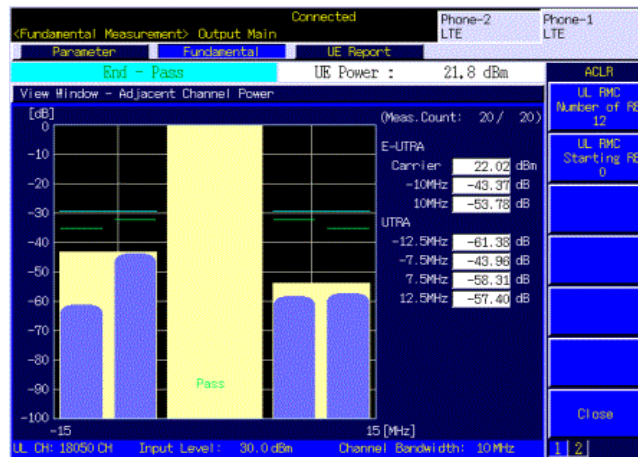 Connected
Phone-2
LTE
Phone-1
LTE
<Fundamental Measurement> Output Main
Parameter
Fundamental
UE Report
End - Pass
UE Power : 21.8 dBm
ACLR
View Window - Adjacent Channel Power
[dB]
0
-10
-20
-30
-40
-50
-60
-70
-80
-90
-100
Pass
-15
15 [MHz]
(Meas.Count: 20/ 20)
E-UTRA
Carrier 22.02 dBm
-10MHz -43.37 dB
10MHz -53.78 dB
UTRA
-12.5MHz -61.38 dB
-7.5MHz -43.96 dB
7.5MHz -58.31 dB
12.5MHz -57.40 dB
UL RMC
Number of RB
12
UL RMC
Starting RB
0
Close
UL CH: 18050 CH Input Level: 30.0 dBm Channel Bandwidth: 10 MHz
1 2